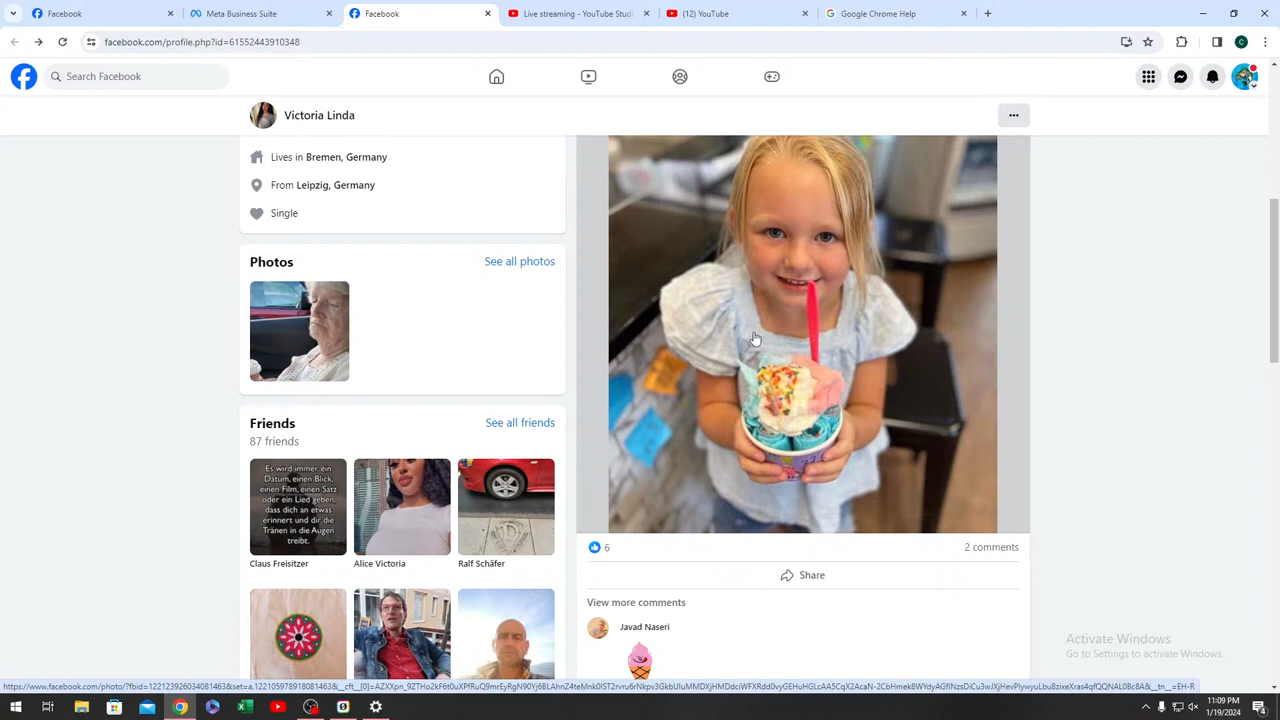 Facebook
Meta Business Suite
Facebook
Live streaming - YouTube Studi
(12) YouTube
Google Chrome Help
facebook.com/profile.php?id=61552443910348
C
Search Facebook
Victoria Linda
Lives in Bremen, Germany
From Leipzig, Germany
Single
Photos
See all photos
Friends
See all friends
87 friends
Es wird immer ein
Datum, einen Blick,
einen Film, einen Satz
oder ein Lied geben,
dass dich an etwas
erinnert und dir die
Tränen in die Augen
treibt.
Claus Freisitzer
Alice Victoria
Ralf Schäfer
6
2 comments
Share
View more comments
Javad Naseri
Activate Windows
Go to Settings to activate Windows.
11:09 PM
1/19/2024
4